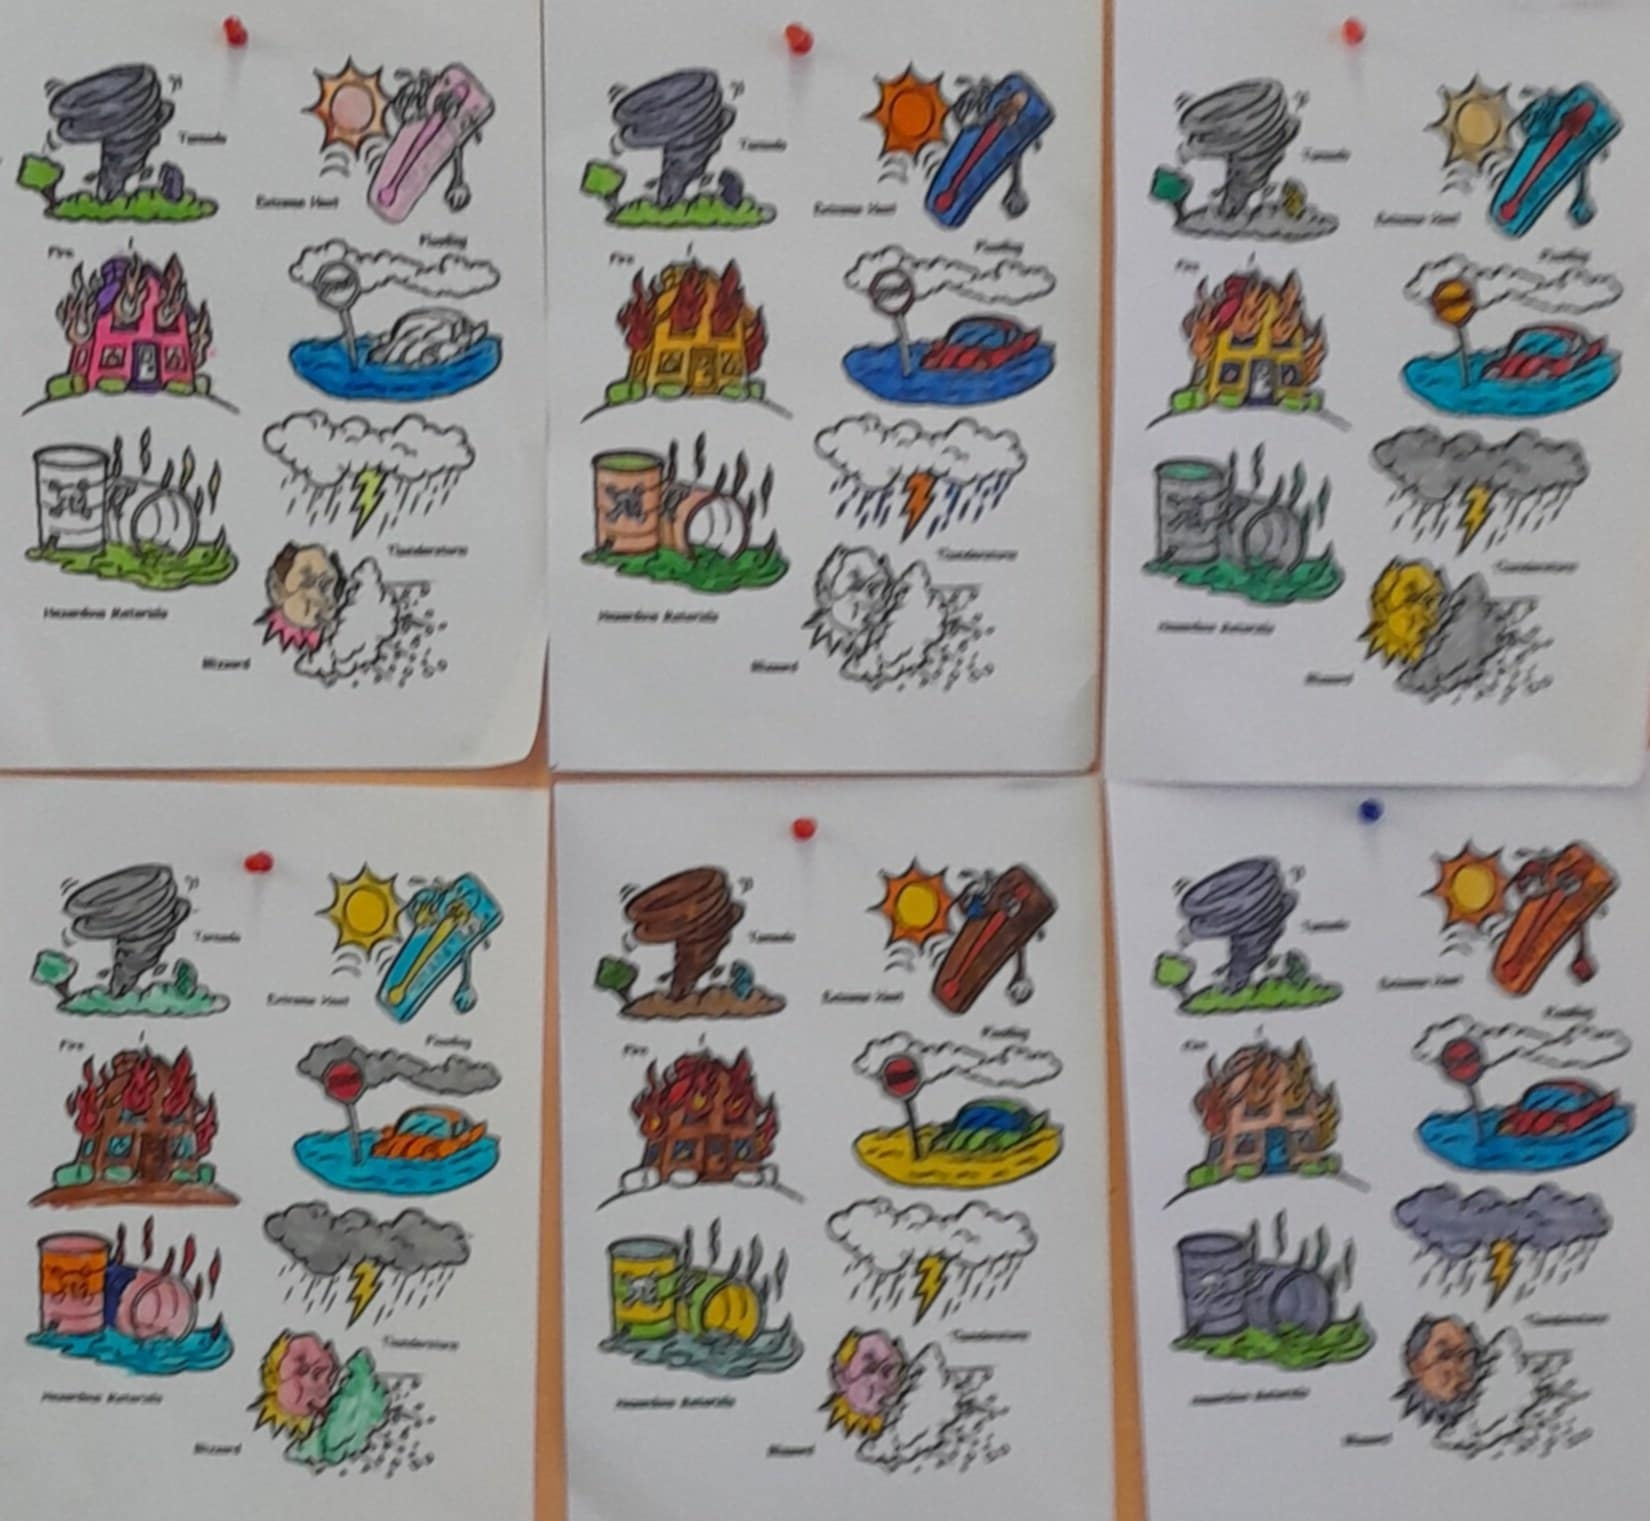 Tornado
Extreme Heat
Fire
Flooding
Thunderstorm
Hazardous Materials
Blizzard
Tornado
Extreme Heat
Fire
Flooding
Thunderstorm
Hazardous Materials
Blizzard
Tornado
Extreme Heat
Fire
Flooding
Thunderstorm
Hazardous Materials
Blizzard
Tornado
Extreme Heat
Fire
Flooding
Thunderstorm
Hazardous Materials
Blizzard
Tornado
Extreme Heat
Fire
Flooding
Thunderstorm
Hazardous Materials
Blizzard
Tornado
Extreme Heat
Fire
Flooding
Thunderstorm
Hazardous Materials
Blizzard